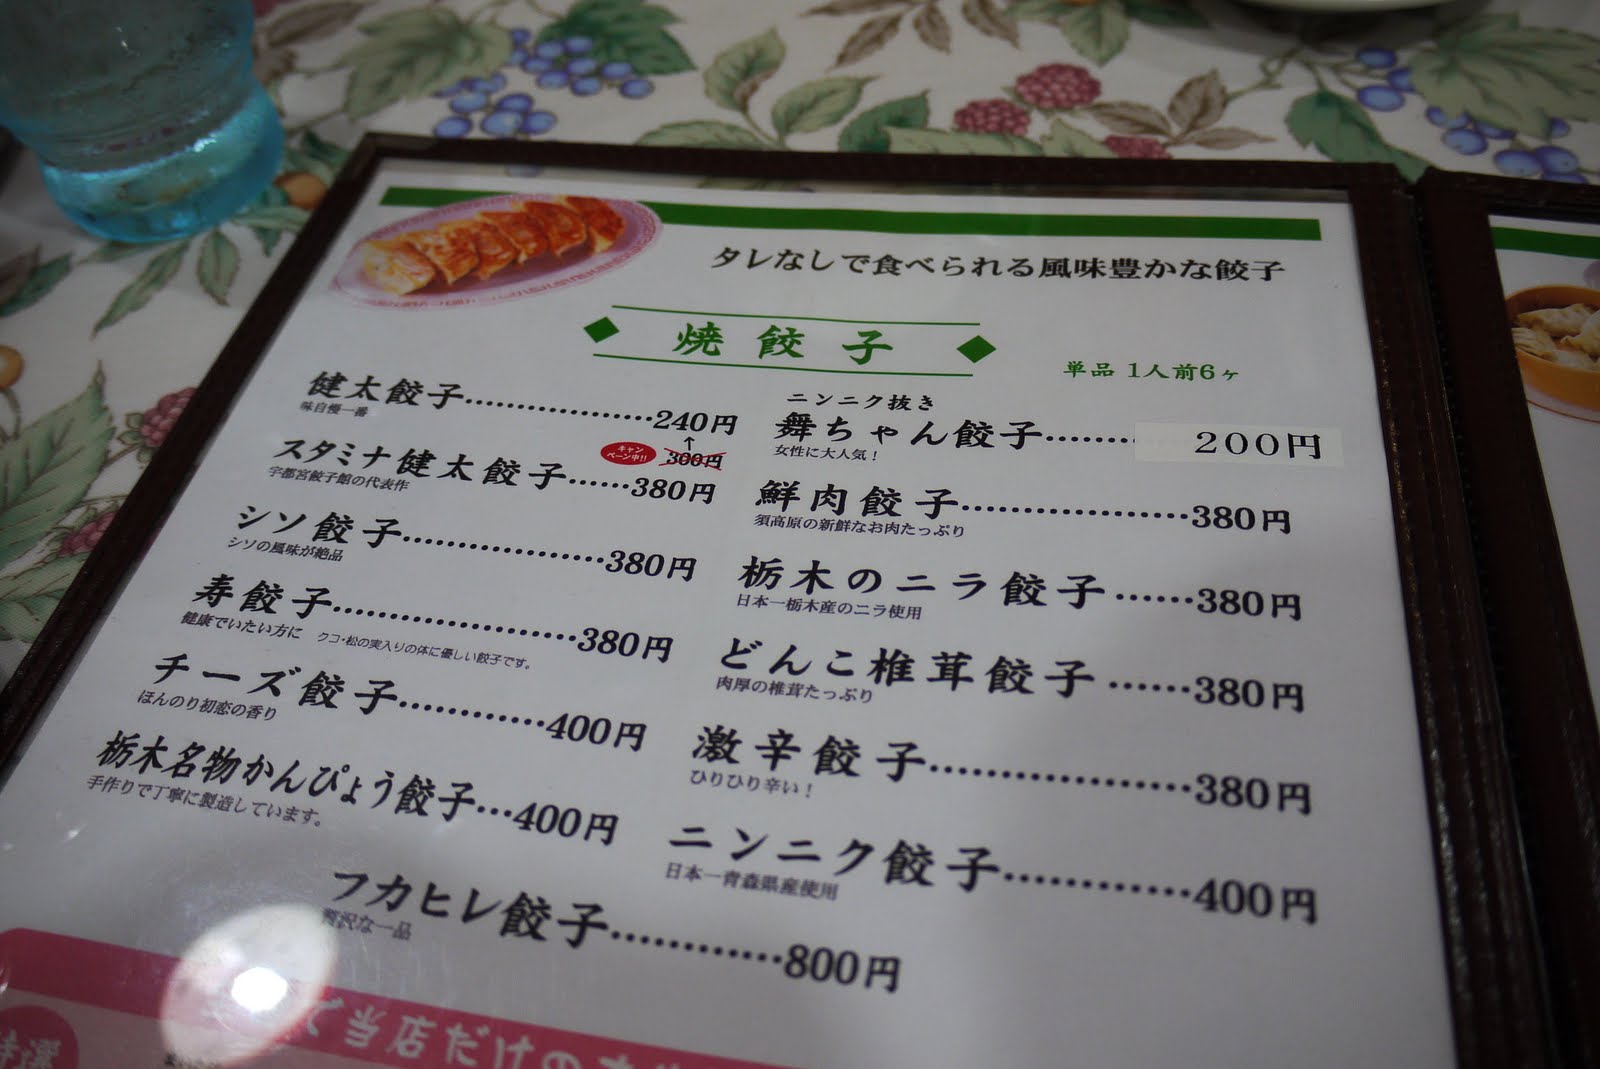 タレなしで食べられる風味豊かな餃子
焼餃子
単品 1人前6ヶ
健太餃子…………………240円
味自慢一番
キャンペーン中!! 300円
↑
スタミナ健太餃子……380円
宇都宮餃子館の代表作
シソ餃子…………………380円
シソの風味が絶品
寿餃子……………………380円
健康でいたい方に クコ・松の実入りの体に優しい餃子です。
チーズ餃子……………400円
ほんのり初恋の香り
栃木名物かんぴょう餃子…400円
手作りで丁寧に製造しています。
ニンニク抜き
舞ちゃん餃子……… 200円
女性に大人気!
鮮肉餃子…………………380円
須高原の新鮮なお肉たっぷり
栃木のニラ餃子……380円
日本一栃木産のニラ使用
どんこ椎茸餃子……380円
肉厚の椎茸たっぷり
激辛餃子…………………380円
ひりひり辛い!
ニンニク餃子……………400円
日本一青森県産使用
フカヒレ餃子……………800円
贅沢な一品
で当店だけの
特選